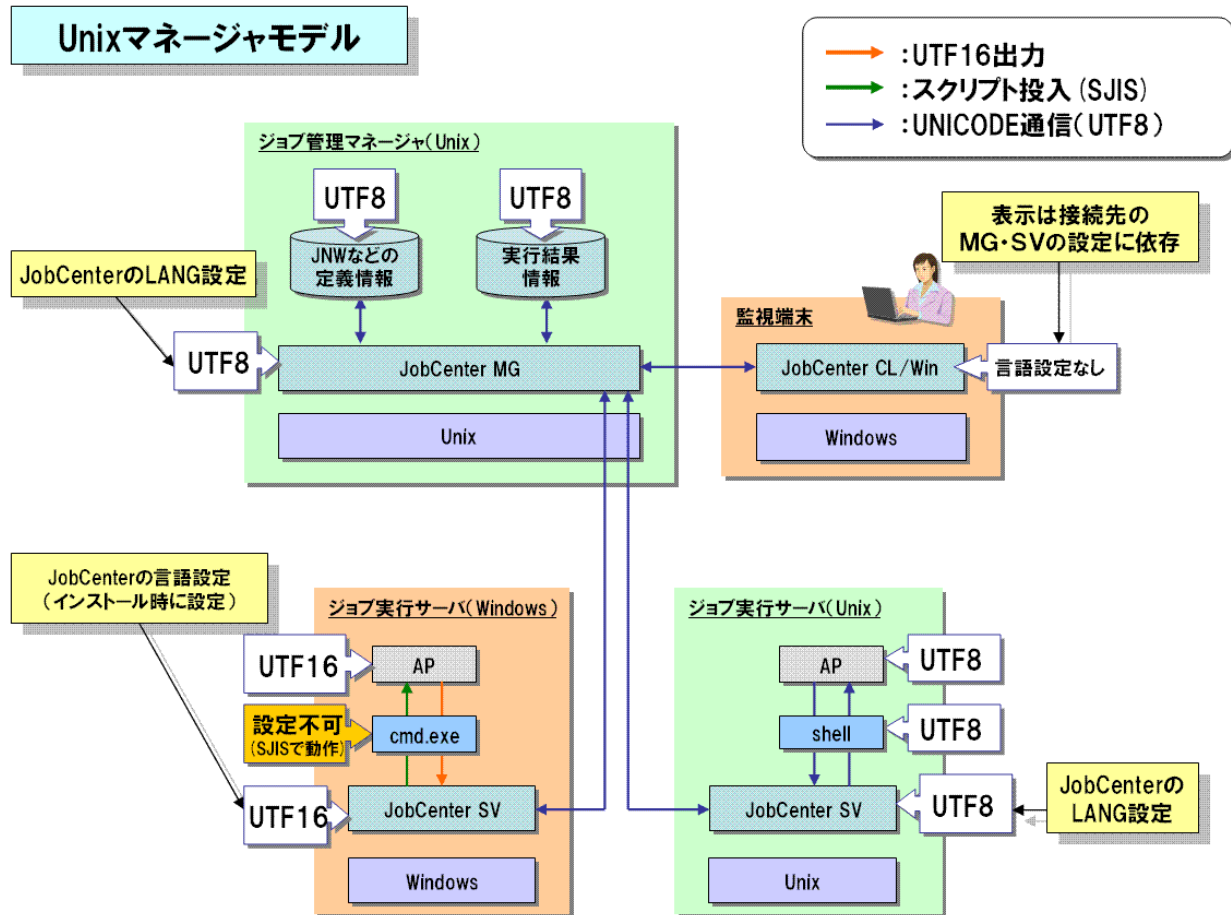 Unixマネージャモデル
:UTF16出力
:スクリプト投入(SJIS)
:UNICODE通信(UTF8)
ジョブ管理マネージャ(Unix)
UTF8
UTF8
JNWなどの
定義情報
実行結果
情報
JobCenterのLANG設定
UTF8
JobCenter MG
Unix
表示は接続先の
MG・SVの設定に依存
監視端末
JobCenter CL/Win
言語設定なし
Windows
JobCenterの言語設定
(インストール時に設定)
ジョブ実行サーバ(Windows)
UTF16
AP
設定不可
(SJISで動作)
cmd.exe
UTF16
JobCenter SV
Windows
ジョブ実行サーバ(Unix)
AP
UTF8
shell
UTF8
JobCenter SV
UTF8
JobCenterの
LANG設定
Unix